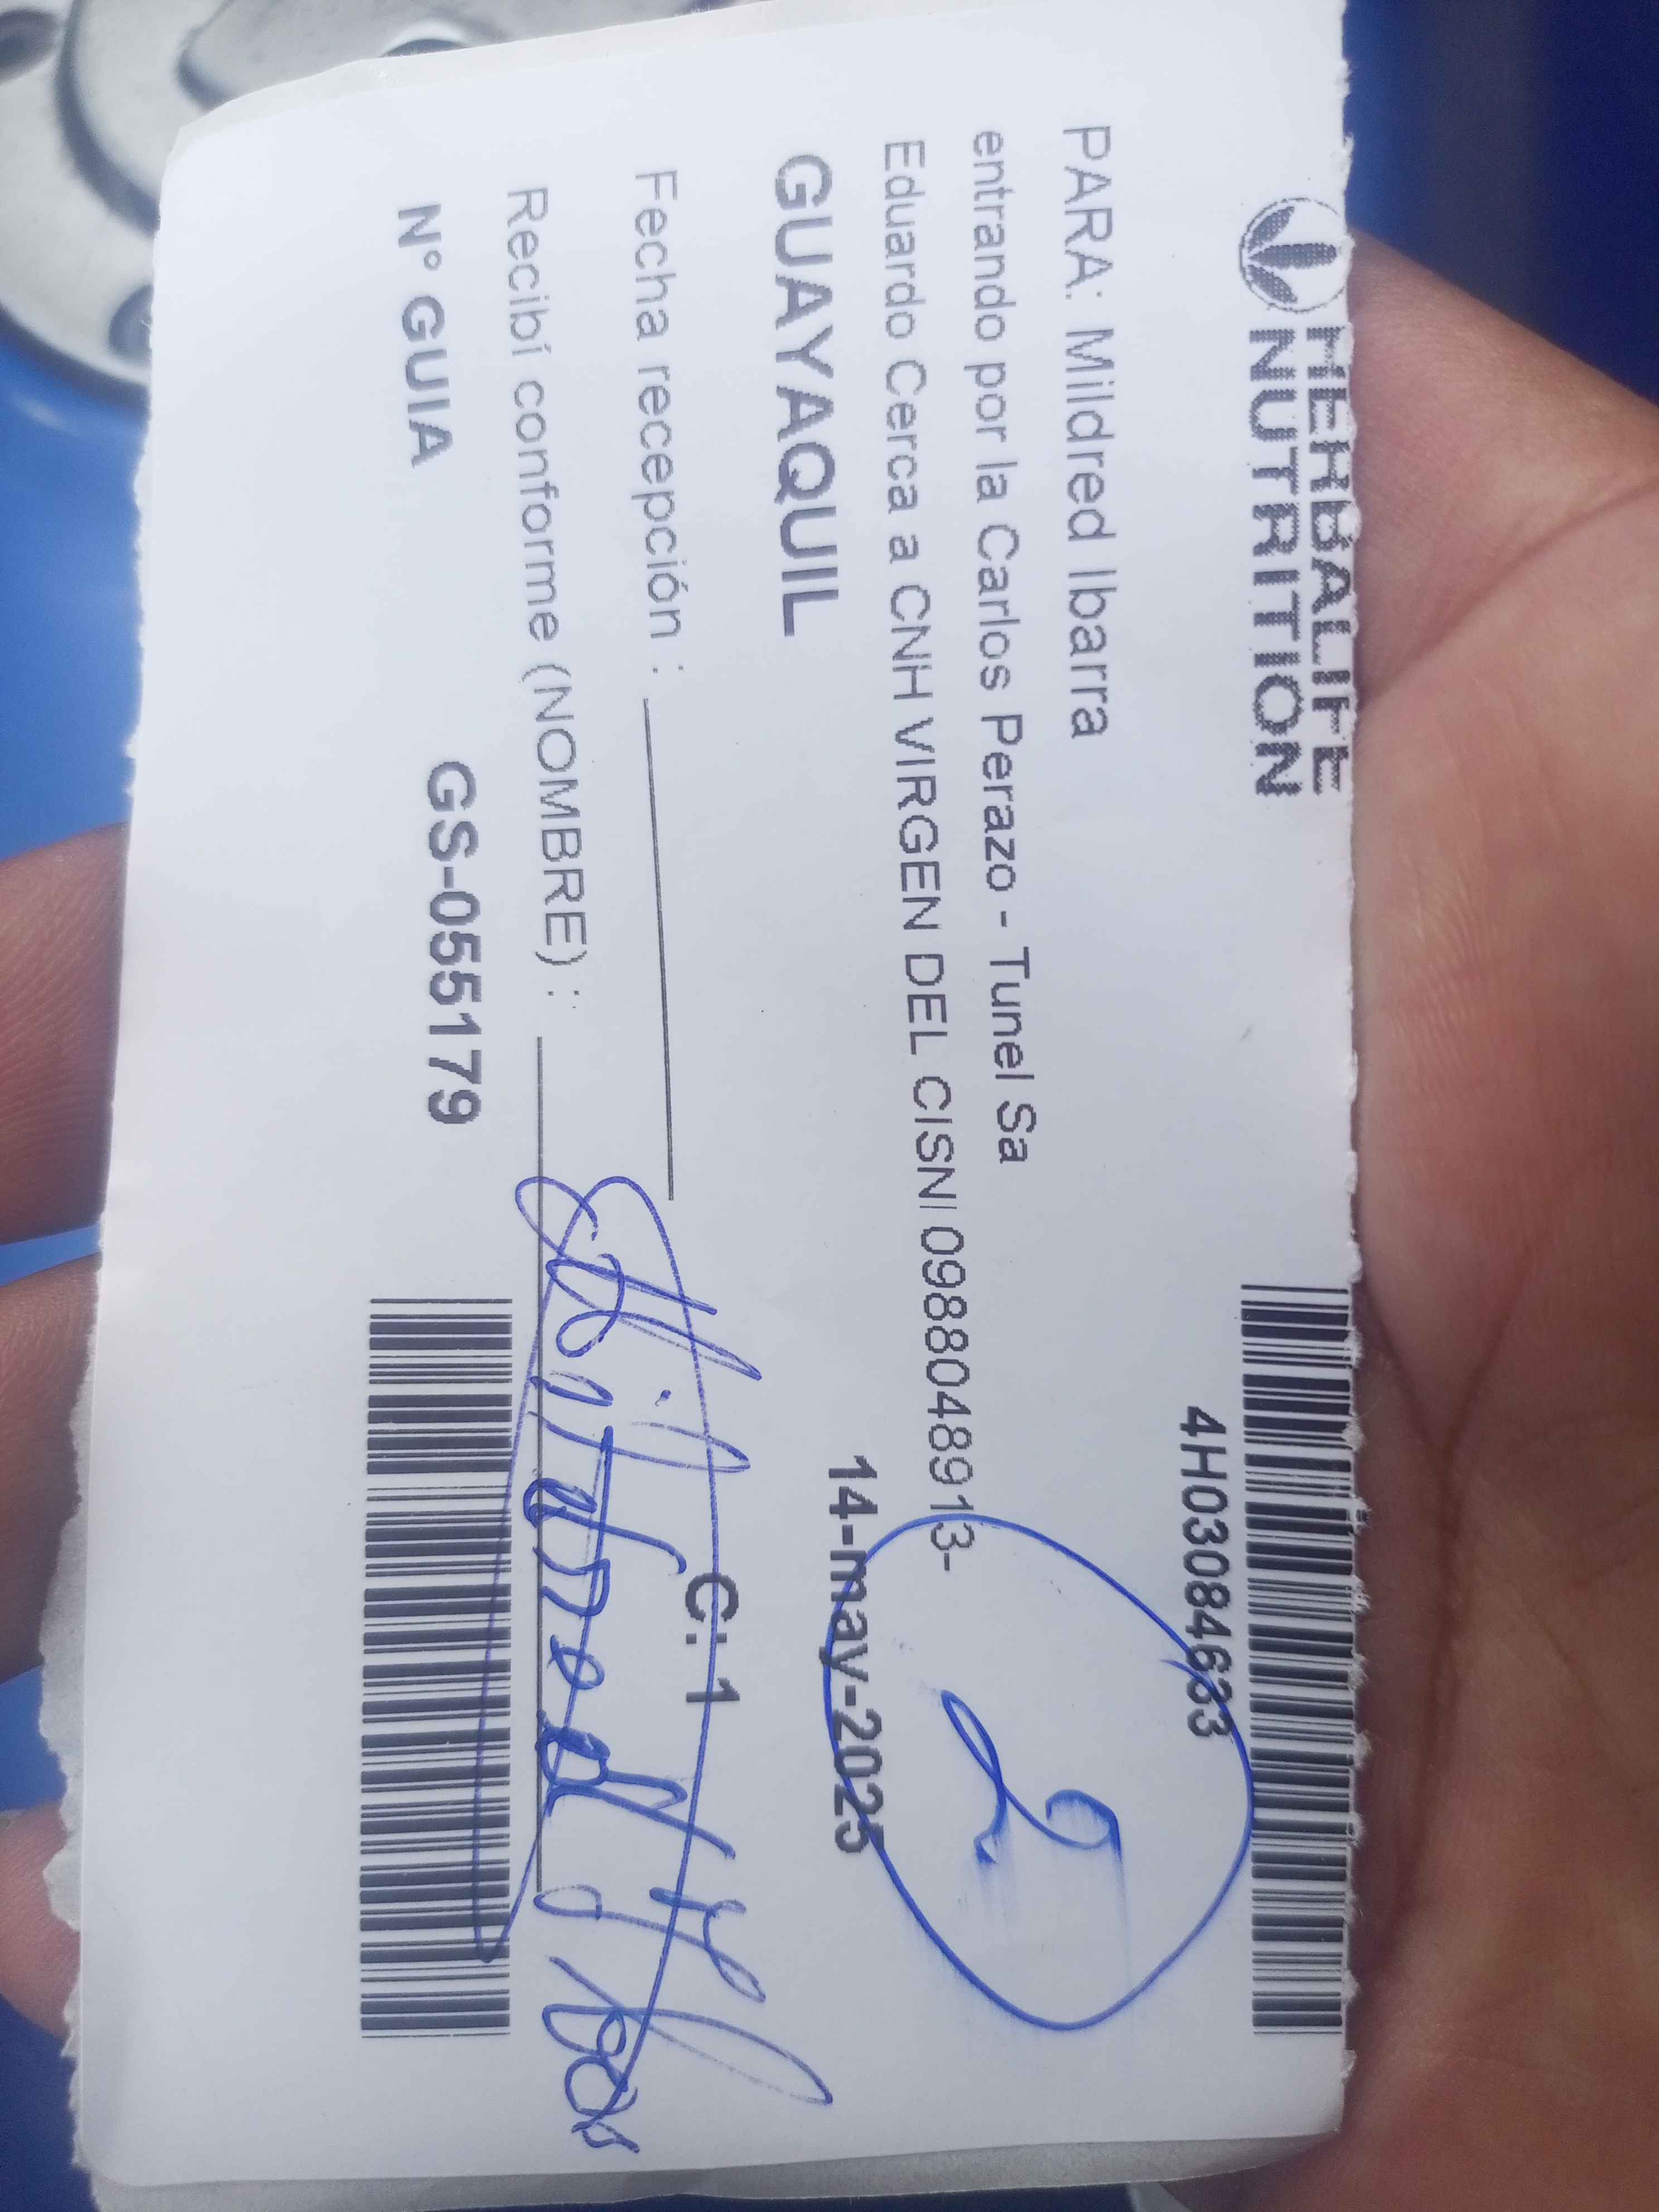 HERBALIFE
NUTRITION
4H03084633
PARA: Mildred Ibarra
entrando por la Carlos Perazo - Tunel Sa
Eduardo Cerca a CNH VIRGEN DEL CISNI 0988048913-
2
GUAYAQUIL
14-may-2025
Fecha recepción :
C: 1
Recibí conforme (NOMBRE) :
N° GUIA
GS-055179